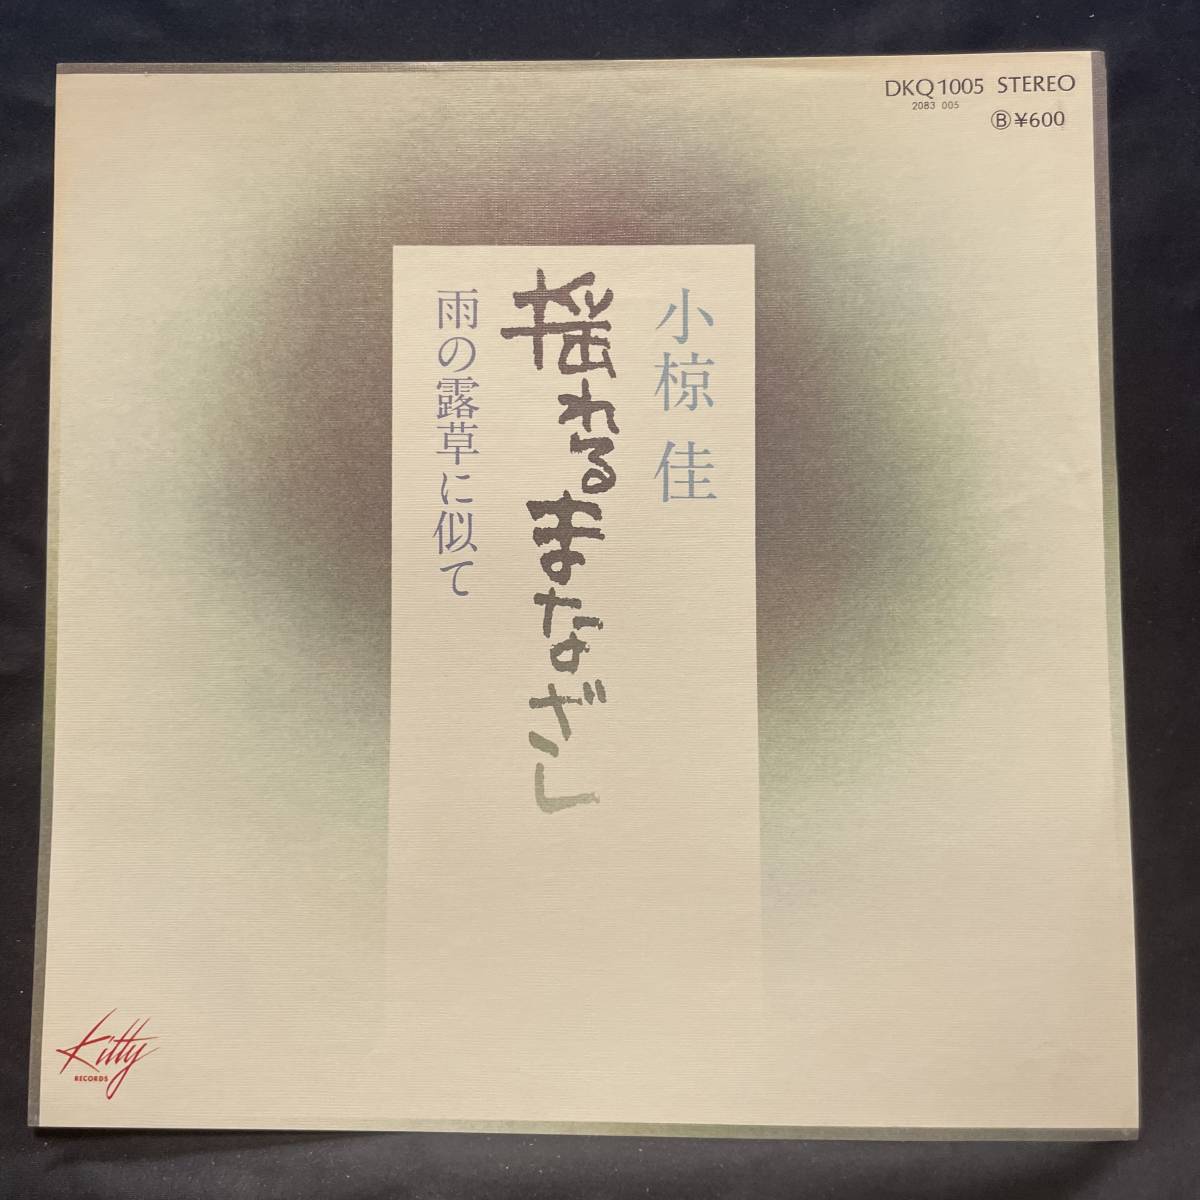 DKQ1005 STEREO
2083 005
Ⓑ¥600
小椋 佳
揺れるまなざし
雨の露草に似て
Kitty
RECORDS